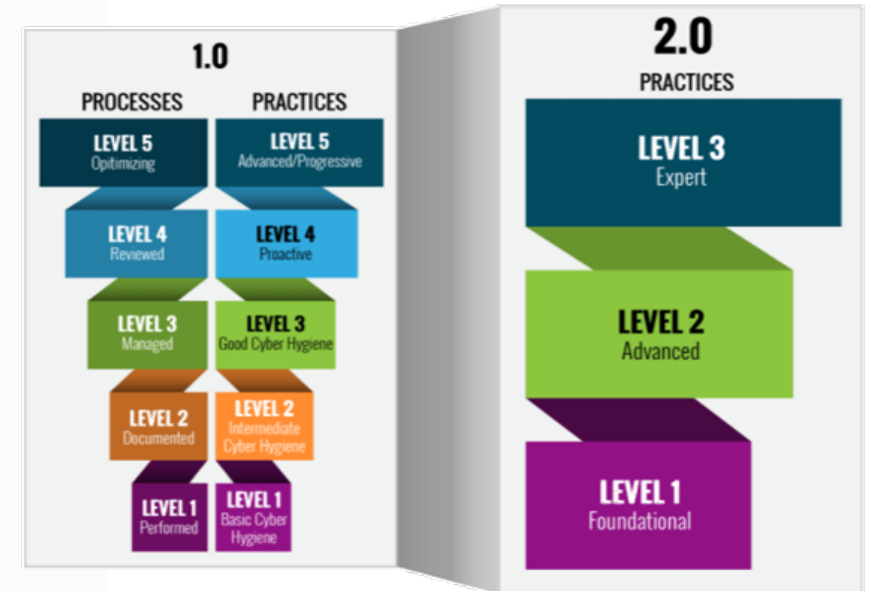 1.0
PROCESSES
PRACTICES
LEVEL 5
Opitimizing
LEVEL 5
Advanced/Progressive
LEVEL 4
Reviewed
LEVEL 4
Proactive
LEVEL 3
Managed
LEVEL 3
Good Cyber Hygiene
LEVEL 2
Documented
LEVEL 2
Intermediate
Cyber Hygiene
LEVEL 1
Performed
LEVEL 1
Basic Cyber
Hygiene
2.0
PRACTICES
LEVEL 3
Expert
LEVEL 2
Advanced
LEVEL 1
Foundational